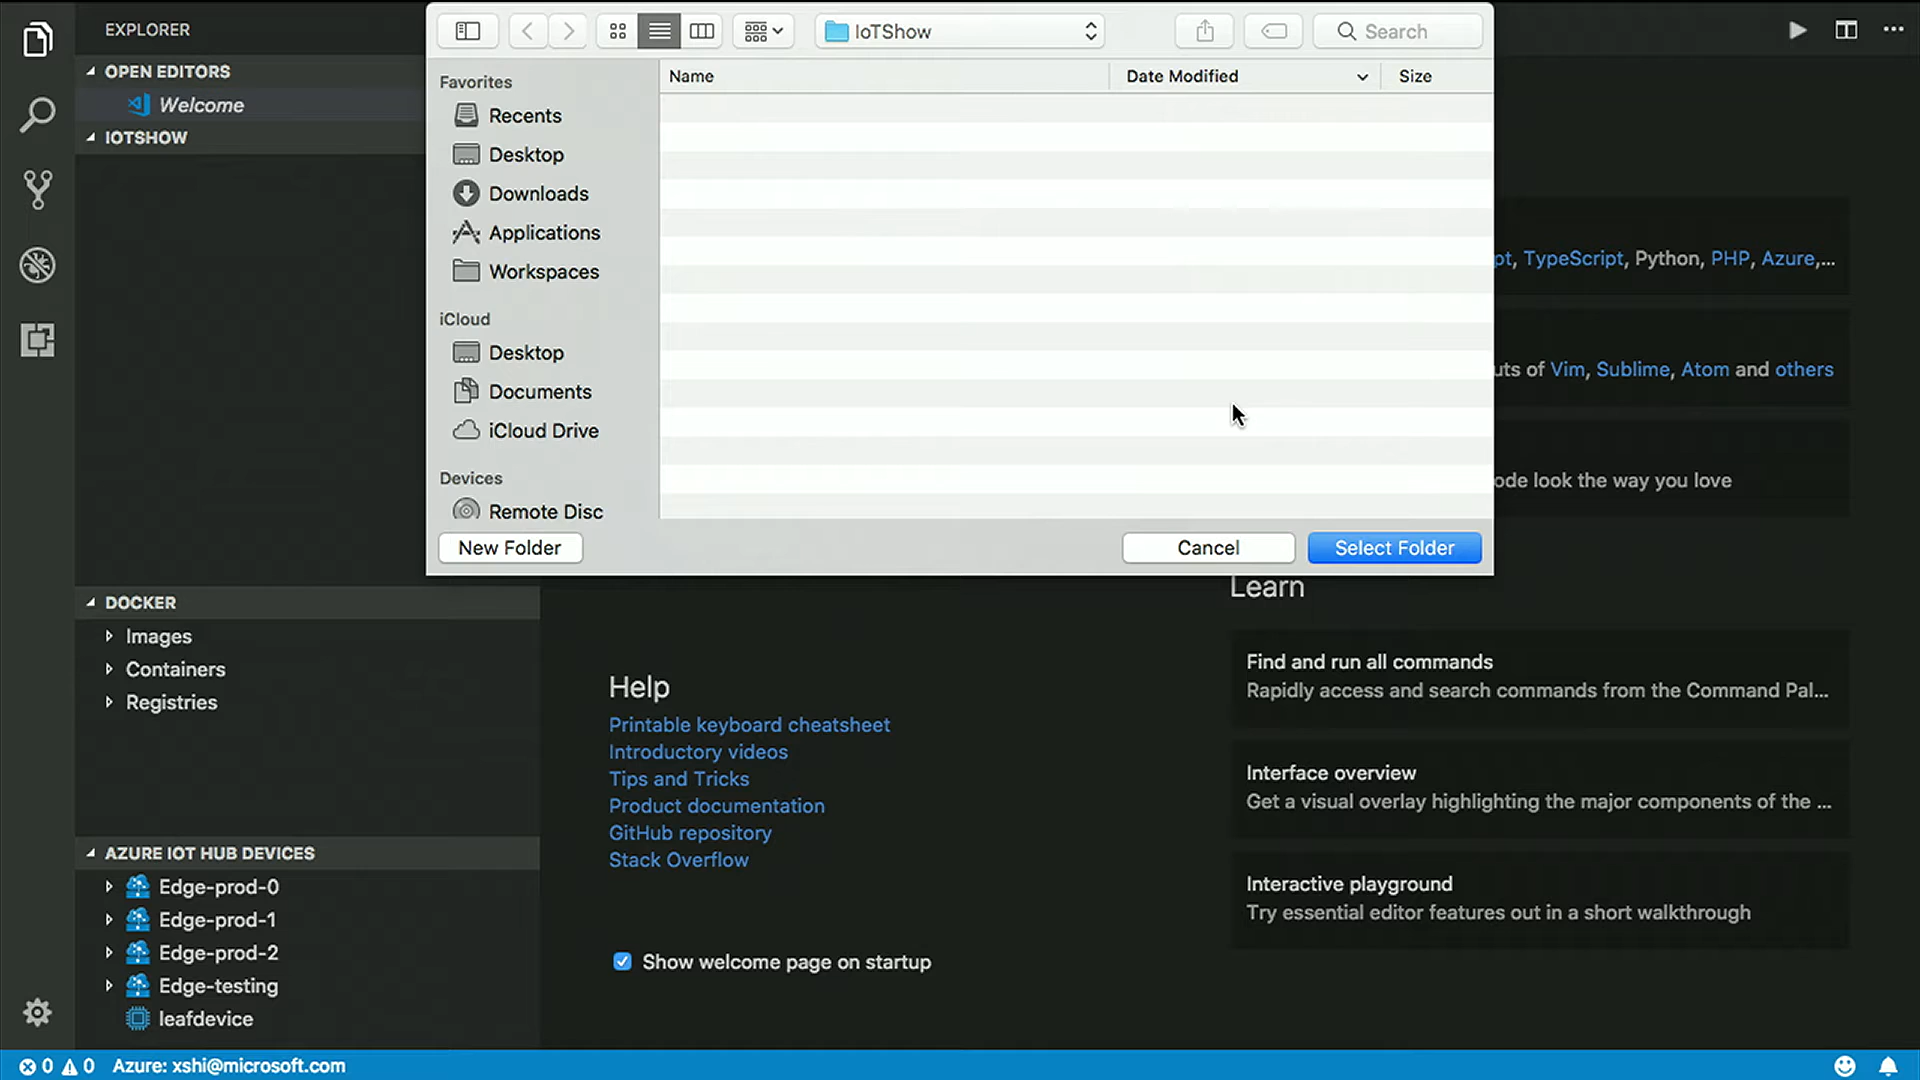 EXPLORER
OPEN EDITORS
Welcome
IOTSHOW
IoTShow
Search
Favorites
Recents
Desktop
Downloads
Applications
Workspaces
iCloud
Desktop
Documents
iCloud Drive
Devices
Remote Disc
Name
Date Modified
Size
New Folder
Cancel
Select Folder
pt, TypeScript, Python, PHP, Azure,...
uts of Vim, Sublime, Atom and others
ode look the way you love
DOCKER
Images
Containers
Registries
AZURE IOT HUB DEVICES
Edge-prod-0
Edge-prod-1
Edge-prod-2
Edge-testing
leafdevice
Help
Printable keyboard cheatsheet
Introductory videos
Tips and Tricks
Product documentation
GitHub repository
Stack Overflow
Show welcome page on startup
Learn
Find and run all commands
Rapidly access and search commands from the Command Pal...
Interface overview
Get a visual overlay highlighting the major components of the ...
Interactive playground
Try essential editor features out in a short walkthrough
0 0 Azure: xshi@microsoft.com